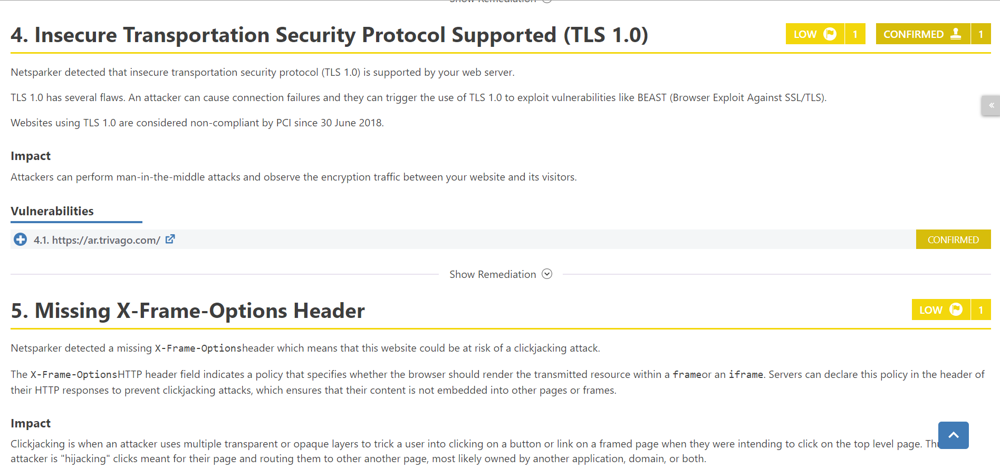 Show Remediation
4. Insecure Transportation Security Protocol Supported (TLS 1.0)
LOW 1 CONFIRMED 1
Netsparker detected that insecure transportation security protocol (TLS 1.0) is supported by your web server.
TLS 1.0 has several flaws. An attacker can cause connection failures and they can trigger the use of TLS 1.0 to exploit vulnerabilities like BEAST (Browser Exploit Against SSL/TLS).
Websites using TLS 1.0 are considered non-compliant by PCI since 30 June 2018.
Impact
Attackers can perform man-in-the-middle attacks and observe the encryption traffic between your website and its visitors.
Vulnerabilities
4.1. https://ar.trivago.com/ CONFIRMED
Show Remediation
5. Missing X-Frame-Options Header
LOW 1
Netsparker detected a missing X-Frame-Optionsheader which means that this website could be at risk of a clickjacking attack.
The X-Frame-OptionsHTTP header field indicates a policy that specifies whether the browser should render the transmitted resource within a frameor an iframe. Servers can declare this policy in the header of
their HTTP responses to prevent clickjacking attacks, which ensures that their content is not embedded into other pages or frames.
Impact
Clickjacking is when an attacker uses multiple transparent or opaque layers to trick a user into clicking on a button or link on a framed page when they were intending to click on the top level page.
attacker is "hijacking" clicks meant for their page and routing them to other another page, most likely owned by another application, domain, or both.